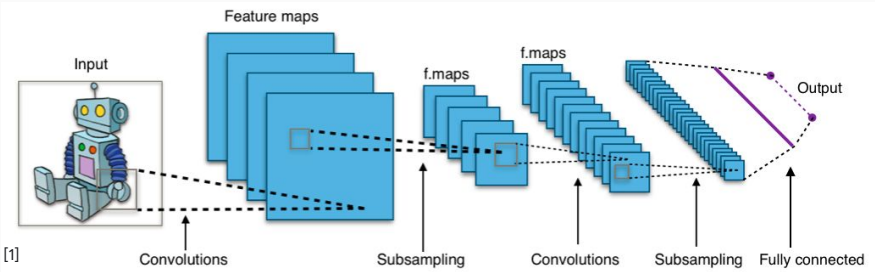 Feature maps
f.maps
Input
f.maps
Output
[1]
Convolutions
Subsampling
Convolutions
Subsampling
Fully connected